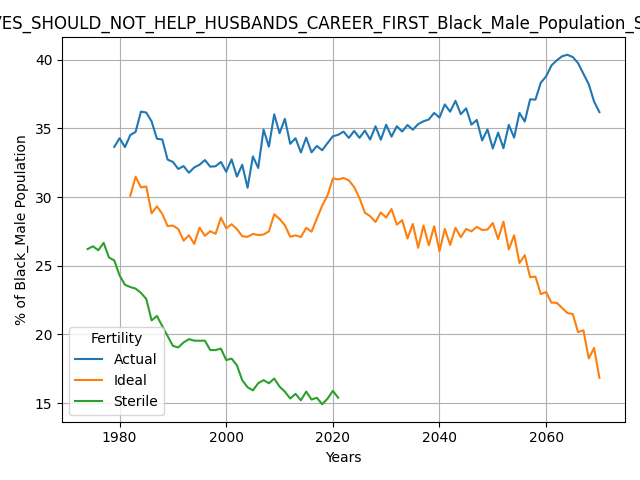 YES_SHOULD_NOT_HELP_HUSBANDS_CAREER_FIRST_Black_Male_Population_S
% of Black_Male Population
40
35
30
25
20
15
Fertility
Actual
Ideal
Sterile
1980
2000
2020
2040
2060
Years